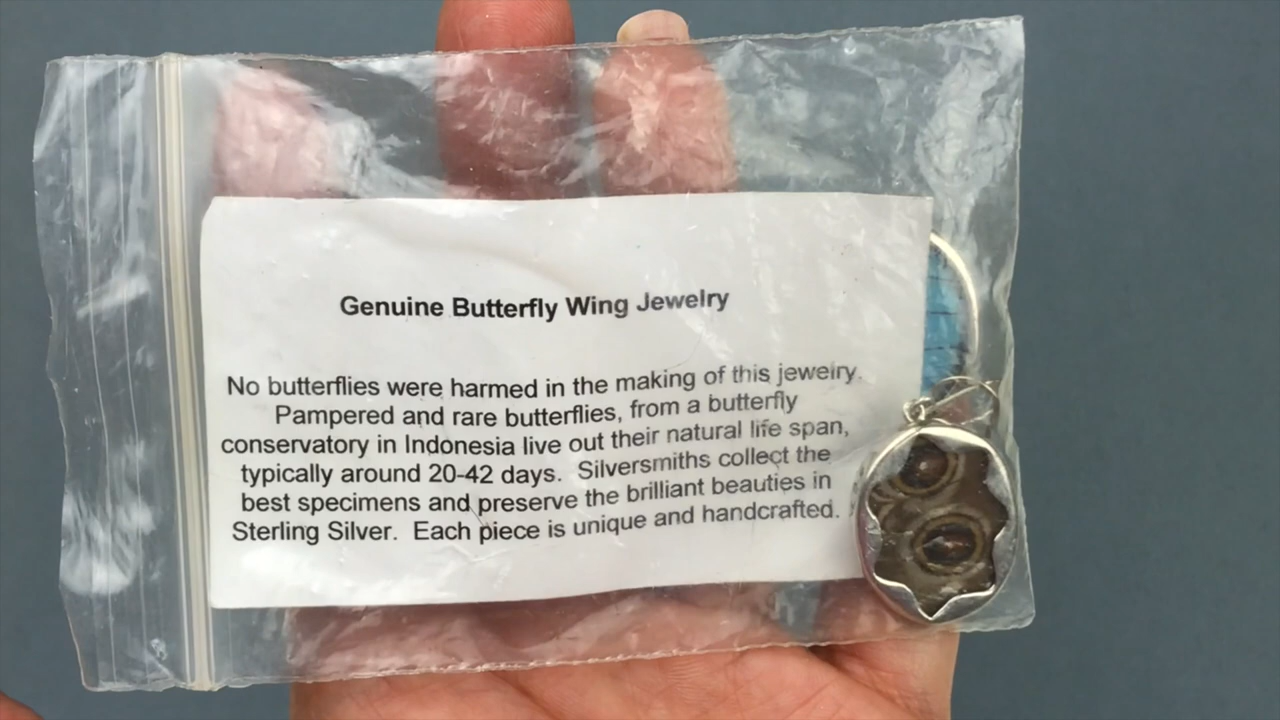 Genuine Butterfly Wing Jewelry
No butterflies were harmed in the making of this jewelry.
Pampered and rare butterflies, from a butterfly
conservatory in Indonesia live out their natural life span,
typically around 20-42 days. Silversmiths collect the
best specimens and preserve the brilliant beauties in
Sterling Silver. Each piece is unique and handcrafted.